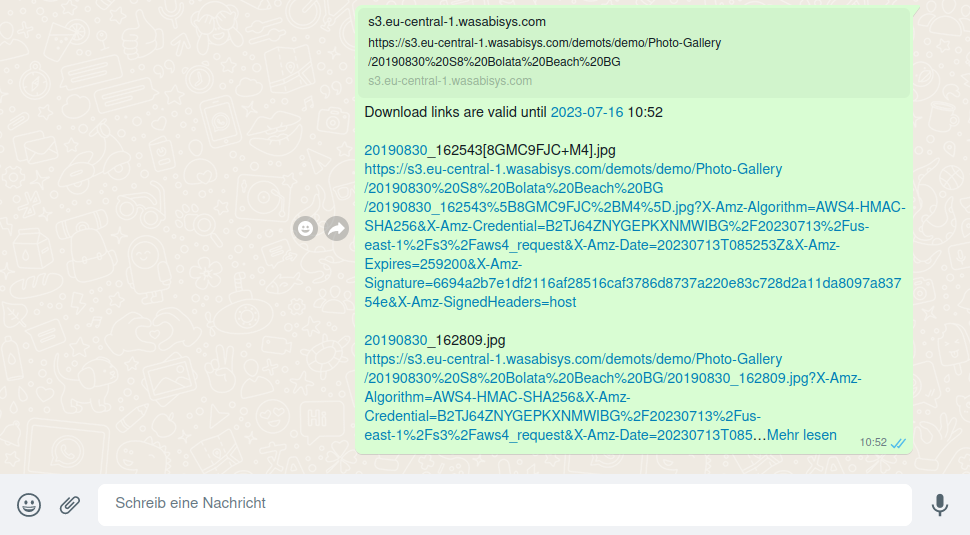 s3.eu-central-1.wasabisys.com
https://s3.eu-central-1.wasabisys.com/demots/demo/Photo-Gallery
/20190830%20S8%20Bolata%20Beach%20BG
s3.eu-central-1.wasabisys.com
Download links are valid until 2023-07-16 10:52
20190830_162543[8GMC9FJC+M4].jpg
https://s3.eu-central-1.wasabisys.com/demots/demo/Photo-Gallery
/20190830%20S8%20Bolata%20Beach%20BG
/20190830_162543%5B8GMC9FJC%2BM4%5D.jpg?X-Amz-Algorithm=AWS4-HMAC-
SHA256&X-Amz-Credential=B2TJ64ZNYGEPKXNMWIBG%2F20230713%2Fus-
east-1%2Fs3%2Faws4_request&X-Amz-Date=20230713T085253Z&X-Amz-
Expires=259200&X-Amz-
Signature=6694a2b7e1df2116af28516caf3786d8737a220e83c728d2a11da8097a837
54e&X-Amz-SignedHeaders=host
20190830_162809.jpg
https://s3.eu-central-1.wasabisys.com/demots/demo/Photo-Gallery
/20190830%20S8%20Bolata%20Beach%20BG/20190830_162809.jpg?X-Amz-
Algorithm=AWS4-HMAC-SHA256&X-Amz-
Credential=B2TJ64ZNYGEPKXNMWIBG%2F20230713%2Fus-
east-1%2Fs3%2Faws4_request&X-Amz-Date=20230713T085...Mehr lesen
10:52
Schreib eine Nachricht